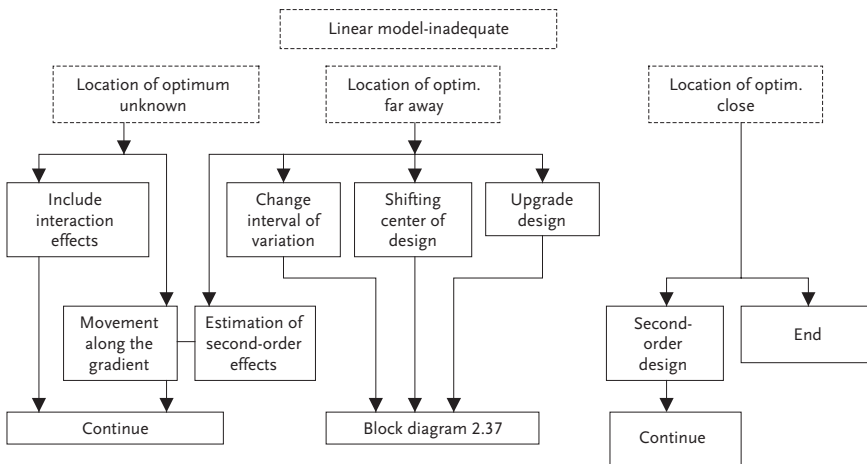 Linear model-inadequate
Location of optimum
unknown
Location of optim.
far away
Location of optim.
close
Include
interaction
effects
Change
interval of
variation
Shifting
center of
design
Upgrade
design
Movement
along the
gradient
Estimation of
second-order
effects
Second-
order
design
End
Continue
Block diagram 2.37
Continue